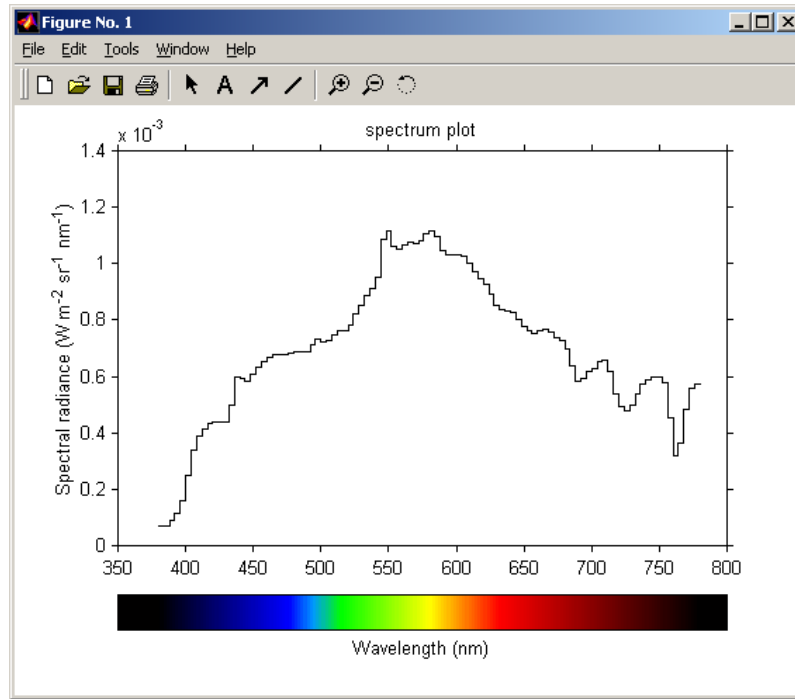 Figure No. 1
File Edit Tools Window Help
A
x 10-3
spectrum plot
1.4
1.2
1
0.8
0.6
0.4
0.2
0
Spectral radiance (W m-2 sr-1 nm-1)
350 400 450 500 550 600 650 700 750 800
Wavelength (nm)